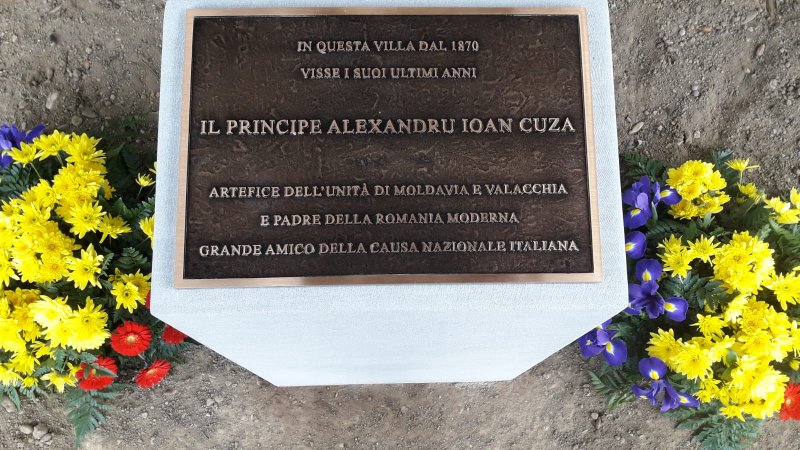 IN QUESTA VILLA DAL 1870
VISSE I SUOI ULTIMI ANNI
IL PRINCIPE ALEXANDRU IOAN CUZA
ARTEFICE DELL'UNITÀ DI MOLDAVIA E VALACCHIA
E PADRE DELLA ROMANIA MODERNA
GRANDE AMICO DELLA CAUSA NAZIONALE ITALIANA